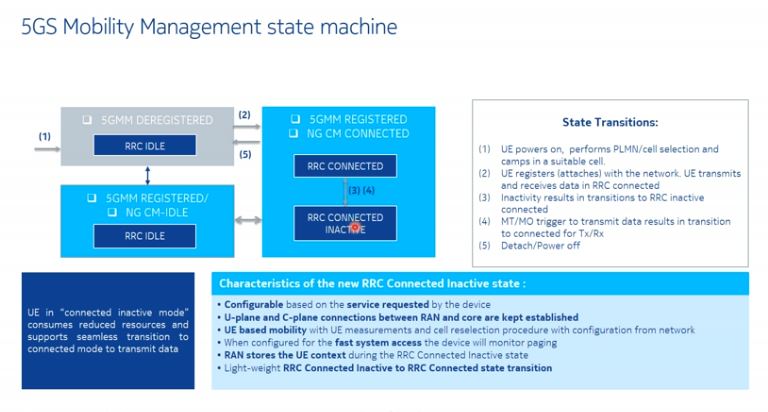 5GS Mobility Management state machine
5GMM DEREGISTERED
RRC IDLE
(1)
(2)
(5)
5GMM REGISTERED
NG CM CONNECTED
RRC CONNECTED
(3) (4)
RRC CONNECTED
INACTIVE
5GMM REGISTERED/
NG CM-IDLE
RRC IDLE
State Transitions:
(1) UE powers on, performs PLMN/cell selection and
camps in a suitable cell.
(2) UE registers (attaches) with the network. UE transmits
and receives data in RRC connected
(3) Inactivity results in transitions to RRC inactive
connected
(4) MT/MO trigger to transmit data results in transition
to connected for Tx/Rx
(5) Detach/Power off
UE in "connected inactive mode"
consumes reduced resources and
supports seamless transition to
connected mode to transmit data
Characteristics of the new RRC Connected Inactive state :
• Configurable based on the service requested by the device
• U-plane and C-plane connections between RAN and core are kept established
• UE based mobility with UE measurements and cell reselection procedure with configuration from network
• When configured for the fast system access the device will monitor paging
• RAN stores the UE context during the RRC Connected Inactive state
• Light-weight RRC Connected Inactive to RRC Connected state transition